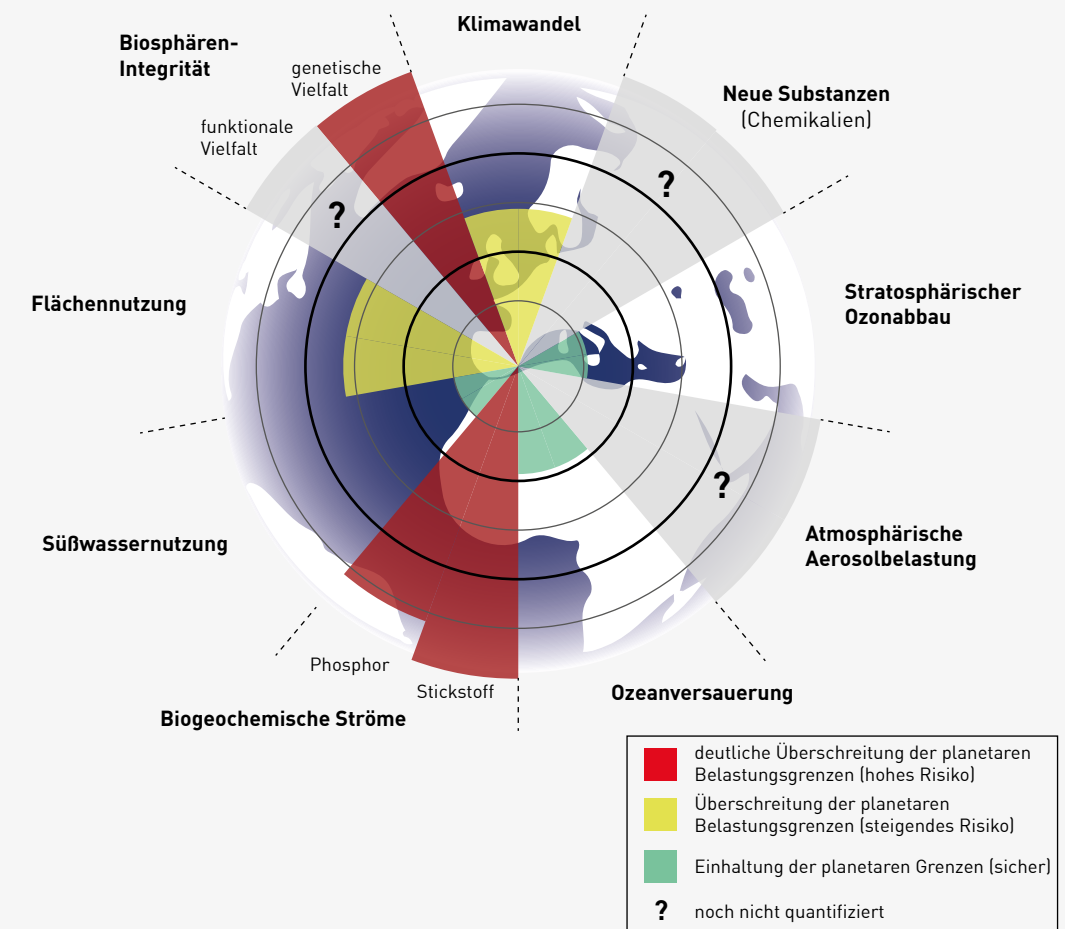 Klimawandel
Biosphären-
Integrität
genetische
Vielfalt
funktionale
Vielfalt
?
Neue Substanzen
(Chemikalien)
?
Flächennutzung
Stratosphärischer
Ozonabbau
Süßwassernutzung
?
Atmosphärische
Aerosolbelastung
Phosphor
Stickstoff
Biogeochemische Ströme
Ozeanversauerung
deutliche Überschreitung der planetaren
Belastungsgrenzen (hohes Risiko)
Überschreitung der planetaren
Belastungsgrenzen (steigendes Risiko)
Einhaltung der planetaren Grenzen (sicher)
? noch nicht quantifiziert